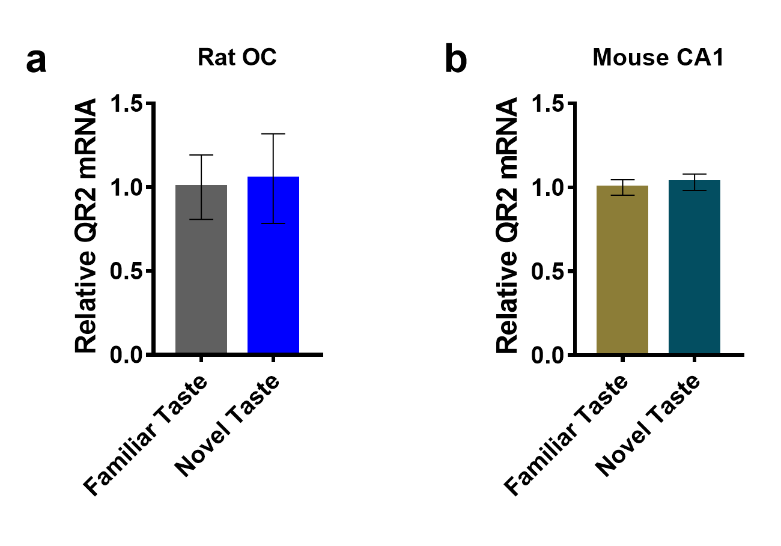 a
Rat OC
Relative QR2 mRNA
1.5
1.0
0.5
0.0
Familiar Taste
Novel Taste
b
Mouse CA1
Relative QR2 mRNA
1.5
1.0
0.5
0.0
Familiar Taste
Novel Taste